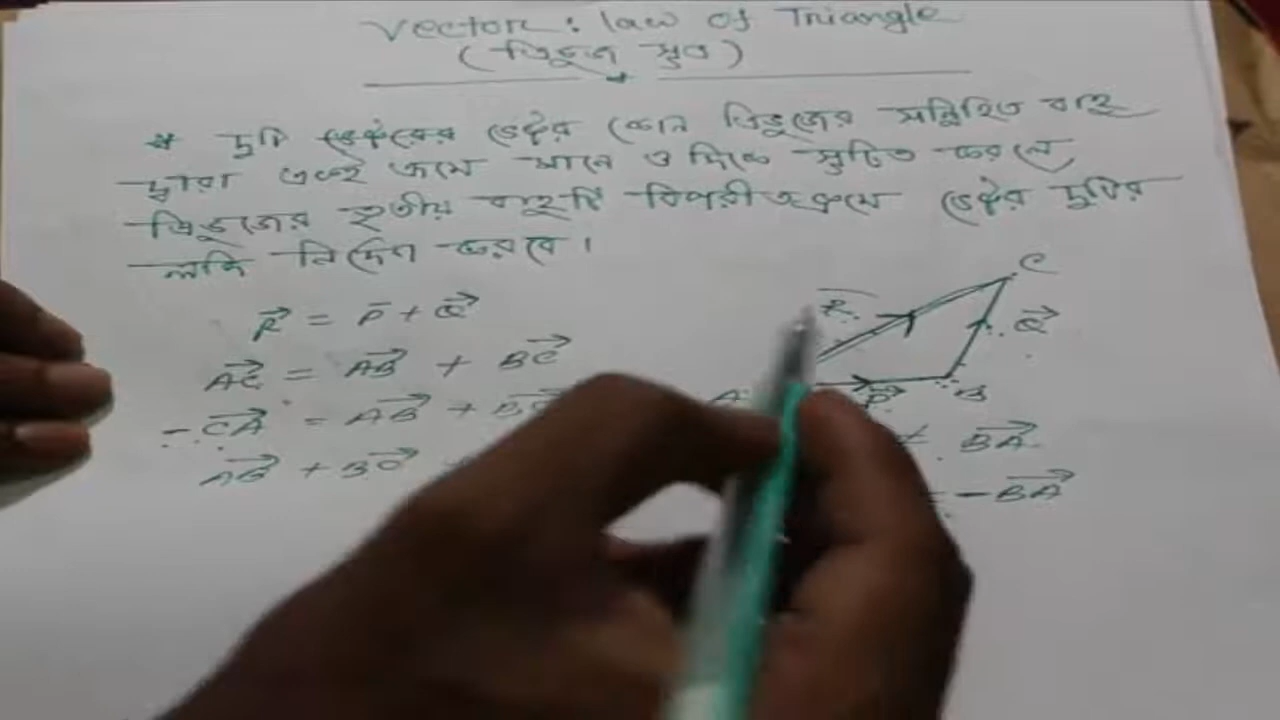 Vector: law of Triangle
(ত্রিভুজ সুত্র)
* দুটি ভেক্টরের ভেক্টর কোন ত্রিভুজের সন্নিহিত বাহু
দ্বারা একই ক্রমে মানে ও দিকে সুচিত করলে
ত্রিভুজের তৃতীয় বাহুটি বিপরীতক্রমে ভেক্টর দুটির
লব্দি নির্দেশ করবে।
R = P + Q
AC = AB + BC
-CA = AB +
AB + BC
C
R
Q
A
P
B
BA
= -BA